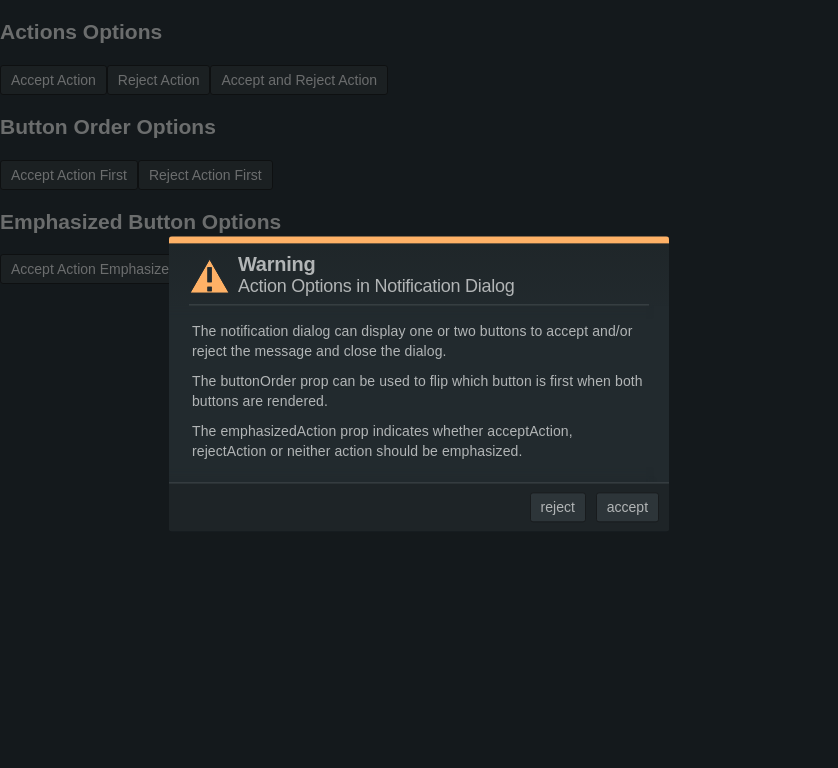 Actions Options
Accept Action Reject Action Accept and Reject Action
Button Order Options
Accept Action First Reject Action First
Emphasized Button Options
Accept Action Emphasize
Warning
Action Options in Notification Dialog
The notification dialog can display one or two buttons to accept and/or
reject the message and close the dialog.
The buttonOrder prop can be used to flip which button is first when both
buttons are rendered.
The emphasizedAction prop indicates whether acceptAction,
rejectAction or neither action should be emphasized.
reject accept